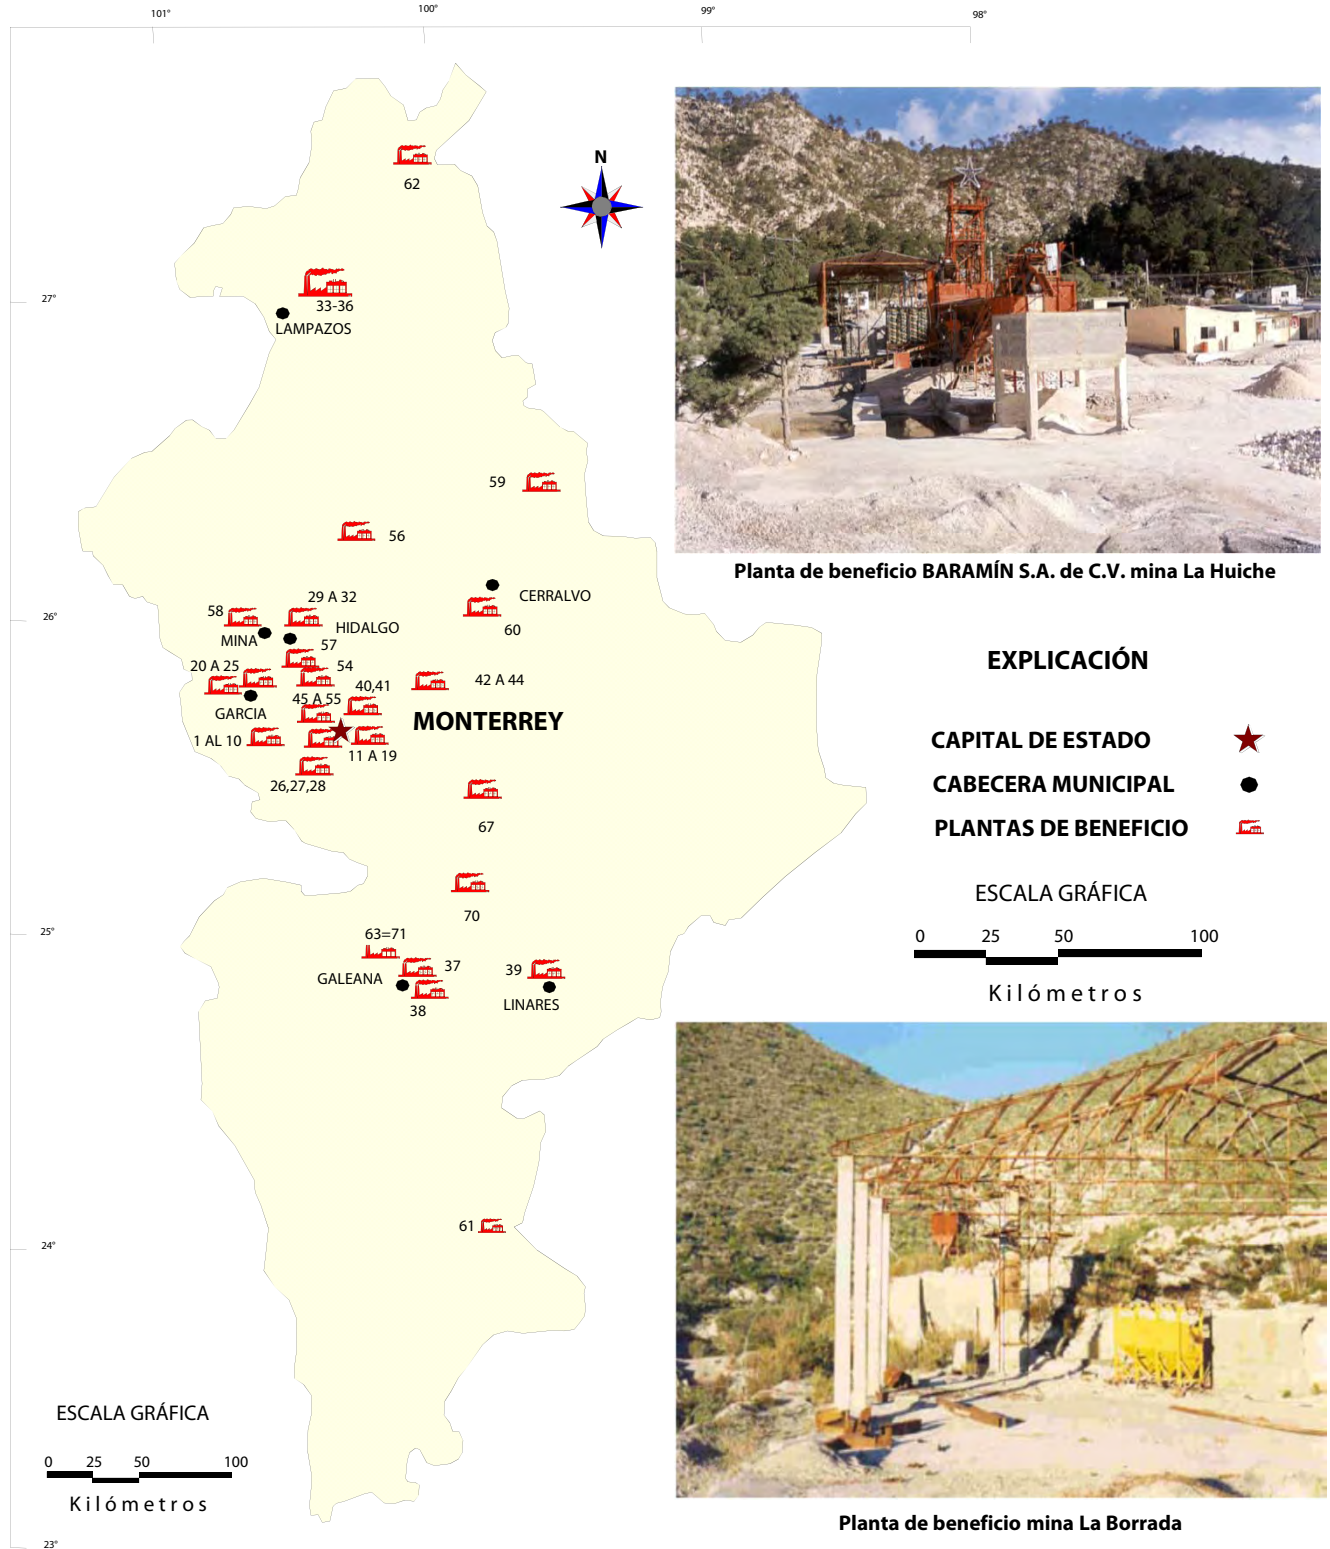 101°
100°
99°
98°
N
62
27°
33-36
LAMPAZOS
59
56
Planta de beneficio BARAMÍN S.A. de C.V. mina La Huiche
26°
29 A 32
58
HIDALGO
CERRALVO
60
MINA
57
20 A 25
54
42 A 44
40,41
45 A 55
GARCIA
MONTERREY
1 AL 10
11 A 19
26,27,28
67
EXPLICACIÓN
CAPITAL DE ESTADO
CABECERA MUNICIPAL
PLANTAS DE BENEFICIO
ESCALA GRÁFICA
0 25 50 100
Kilómetros
70
25°
63=71
37
39
GALEANA
38
LINARES
61
24°
ESCALA GRÁFICA
0 25 50 100
Kilómetros
Planta de beneficio mina La Borrada
23°